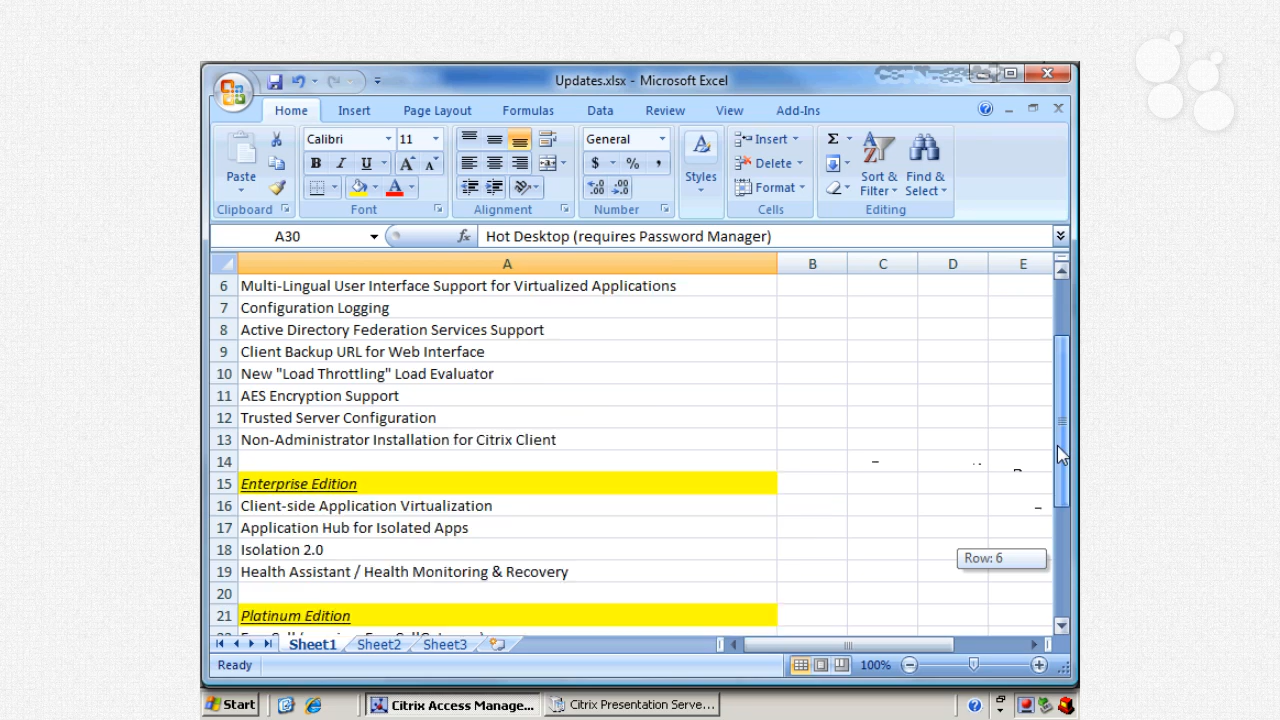 Updates.xlsx - Microsoft Excel
Home Insert Page Layout Formulas Data Review View Add-Ins
Calibri 11 General Σ Insert
Paste B I U A A $ % , Styles Delete Sort & Filter Find & Select
A Format
Clipboard Font Alignment Number Cells Editing
A30 fx Hot Desktop (requires Password Manager)
A B C D E
6 Multi-Lingual User Interface Support for Virtualized Applications
7 Configuration Logging
8 Active Directory Federation Services Support
9 Client Backup URL for Web Interface
10 New "Load Throttling" Load Evaluator
11 AES Encryption Support
12 Trusted Server Configuration
13 Non-Administrator Installation for Citrix Client
14
15 Enterprise Edition
16 Client-side Application Virtualization
17 Application Hub for Isolated Apps
18 Isolation 2.0
Row: 6
19 Health Assistant / Health Monitoring & Recovery
20
21 Platinum Edition
Sheet1 Sheet2 Sheet3
Ready 100%
Start Citrix Access Manage... Citrix Presentation Serve...